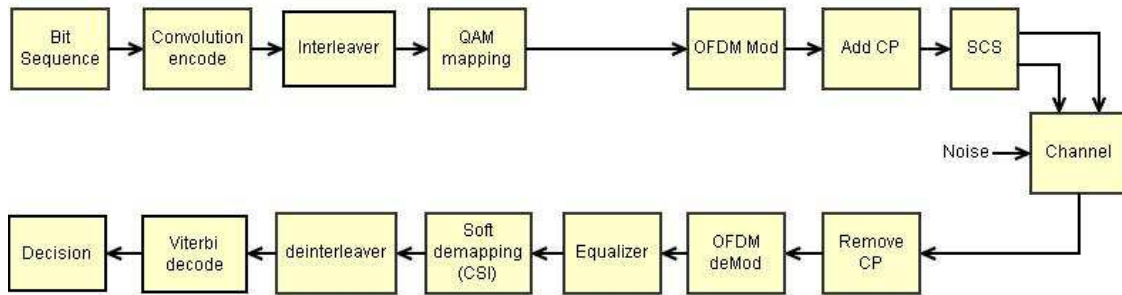 Bit
Sequence
Convolution
encode
Interleaver
QAM
mapping
OFDM Mod
Add CP
SCS
Noise
Channel
Decision
Viterbi
decode
deinterleaver
Soft
demapping
(CSI)
Equalizer
OFDM
deMod
Remove
CP